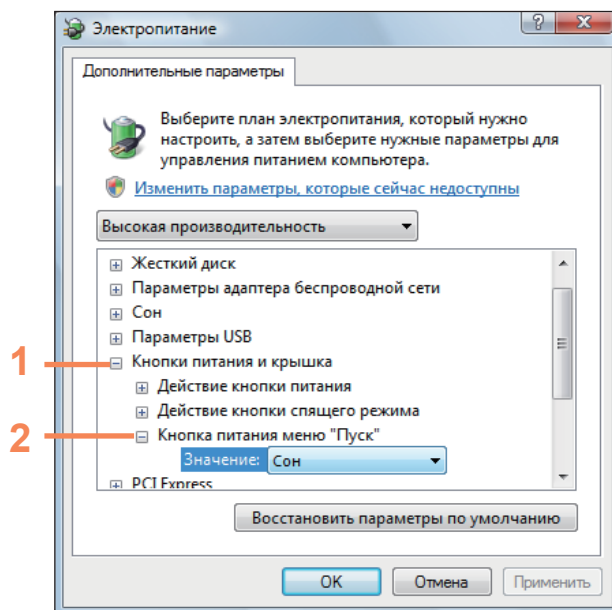 Электропитание
Дополнительные параметры
Выберите план электропитания, который нужно
настроить, а затем выберите нужные параметры для
управления питанием компьютера.
Изменить параметры, которые сейчас недоступны
Высокая производительность
Жесткий диск
Параметры адаптера беспроводной сети
Сон
Параметры USB
1 Кнопки питания и крышка
Действие кнопки питания
Действие кнопки спящего режима
2 Кнопка питания меню "Пуск"
Значение: Сон
PCI Express
Восстановить параметры по умолчанию
OK Отмена Применить